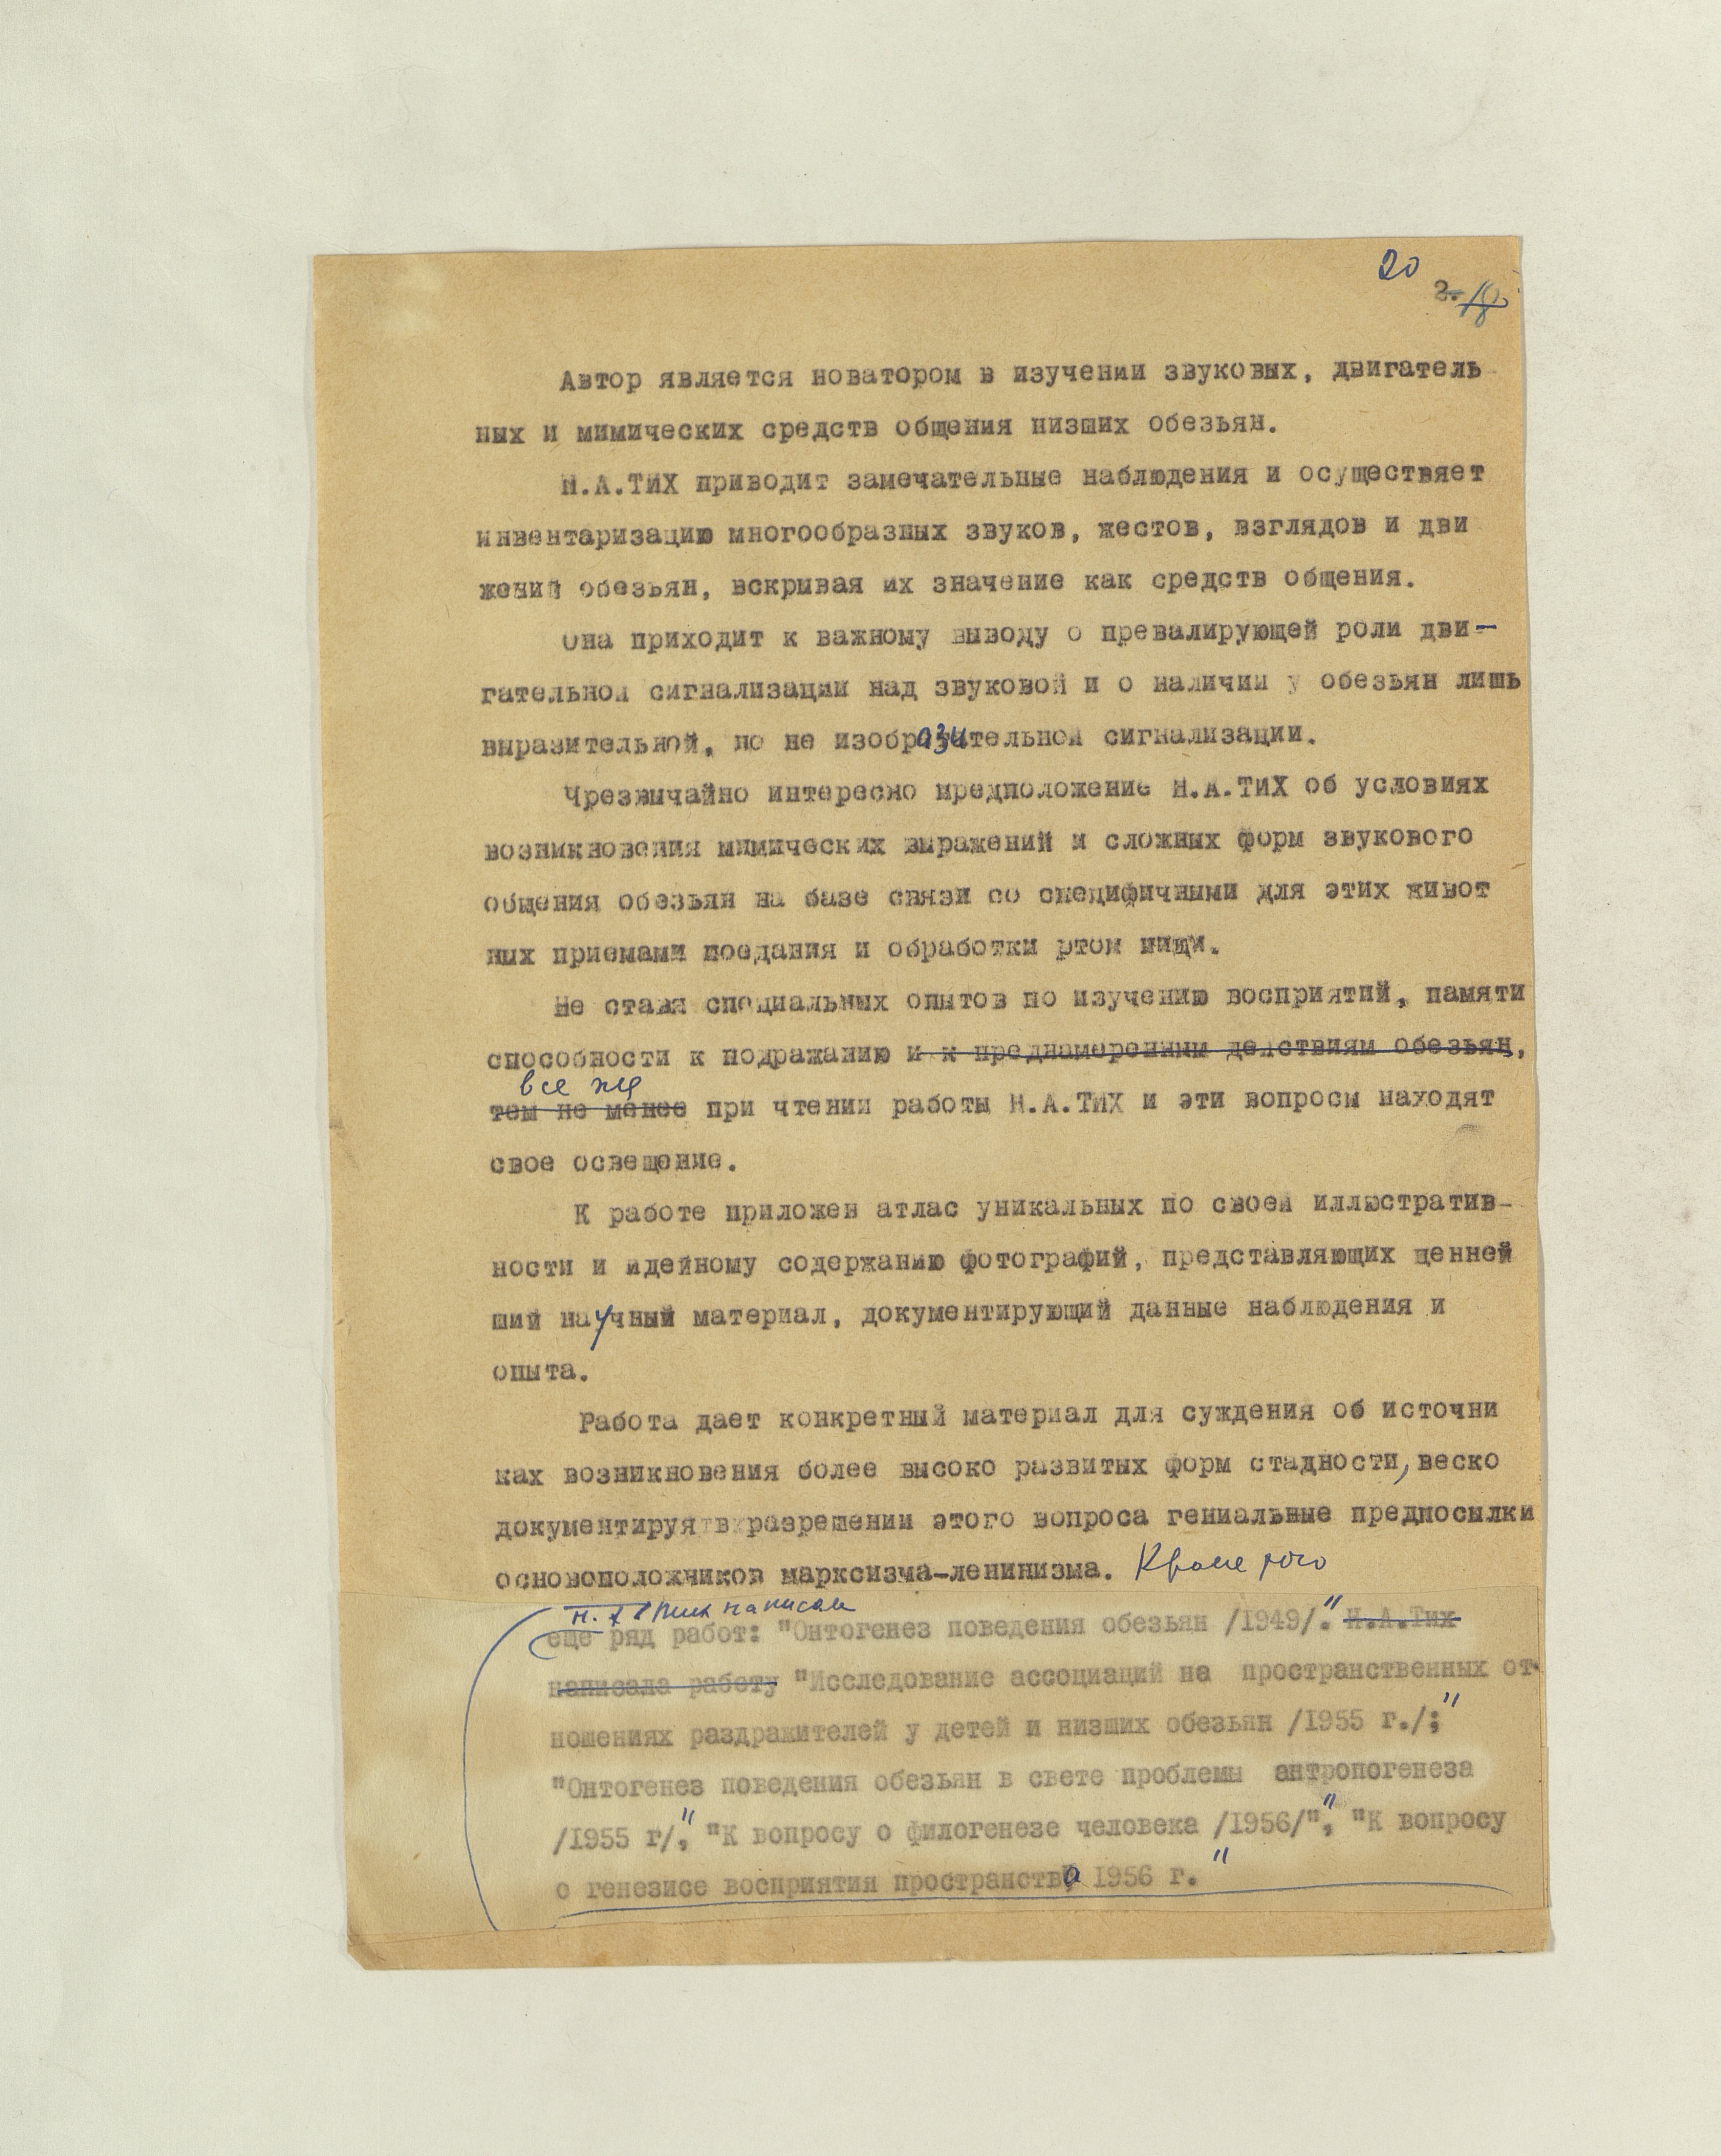 20
2. 18
Автор является новатором в изучении звуковых, двигатель
ных и мимических средств общения низших обезьян.
Н.А.ТИХ приводит замечательные наблюдения и осуществяет
инвентаризацию многообразных звуков, жестов, взглядов и дви
жений обезьян, вскрывая их значение как средств общения.
Она приходит к важному выводу о превалирующей роли дви-
гательной сигнализации над звуковой и о наличии у обезьян лишь
выразительной, но не изобразительной сигнализации.
Чрезвычайно интересно предположение Н.А.ТИХ об условиях
возникновения мимических выражений и сложных форм звукового
общения обезьян на базе связи со специфичными для этих живот
ных приемами поедания и обработки ртом пищи.
Не ставя специальных опытов по изучению восприятий, памяти
способности к подражанию и к преднамеренным действиям обезьян,
все же
тем не менее при чтении работы Н.А.ТИХ и эти вопросы находят
свое освещение.
К работе приложен атлас уникальных по своей иллюстратив-
ности и идейному содержанию фотографий, представляющих ценней
ший научный материал, документирующий данные наблюдения и
опыта.
Работа дает конкретный материал для суждения об источни
ках возникновения более высоко развитых форм стадности, веско
документируя в разрешении этого вопроса гениальные предпосылки
основоположников марксизма-ленинизма. Кроме того
Н. А Тих написала
еще ряд работ: "Онтогенез поведения обезьян /1949/." Н.А.Тих
написала работу "Исследование ассоциаций на пространственных от-
ношениях раздражителей у детей и низших обезьян /1955 г./;"
"Онтогенез поведения обезьян в свете проблемы антропогенеза
/1955 г/", "К вопросу о филогенезе человека /1956/", "К вопросу
о генезисе восприятия пространства 1956 г."